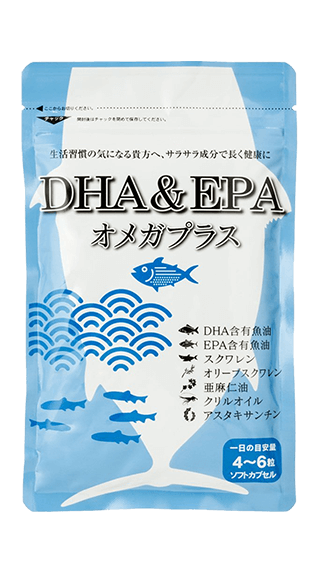 ここからお切りください。
チャック
開封後はチャックを閉めて保存してください。
生活習慣の気になる貴方へ、サラサラ成分で長く健康に
DHA&EPA
オメガプラス
DHA含有魚油
EPA含有魚油
スクワレン
オリーブスクワレン
亜麻仁油
クリルオイル
アスタキサンチン
一日の目安量
4〜6粒
ソフトカプセル